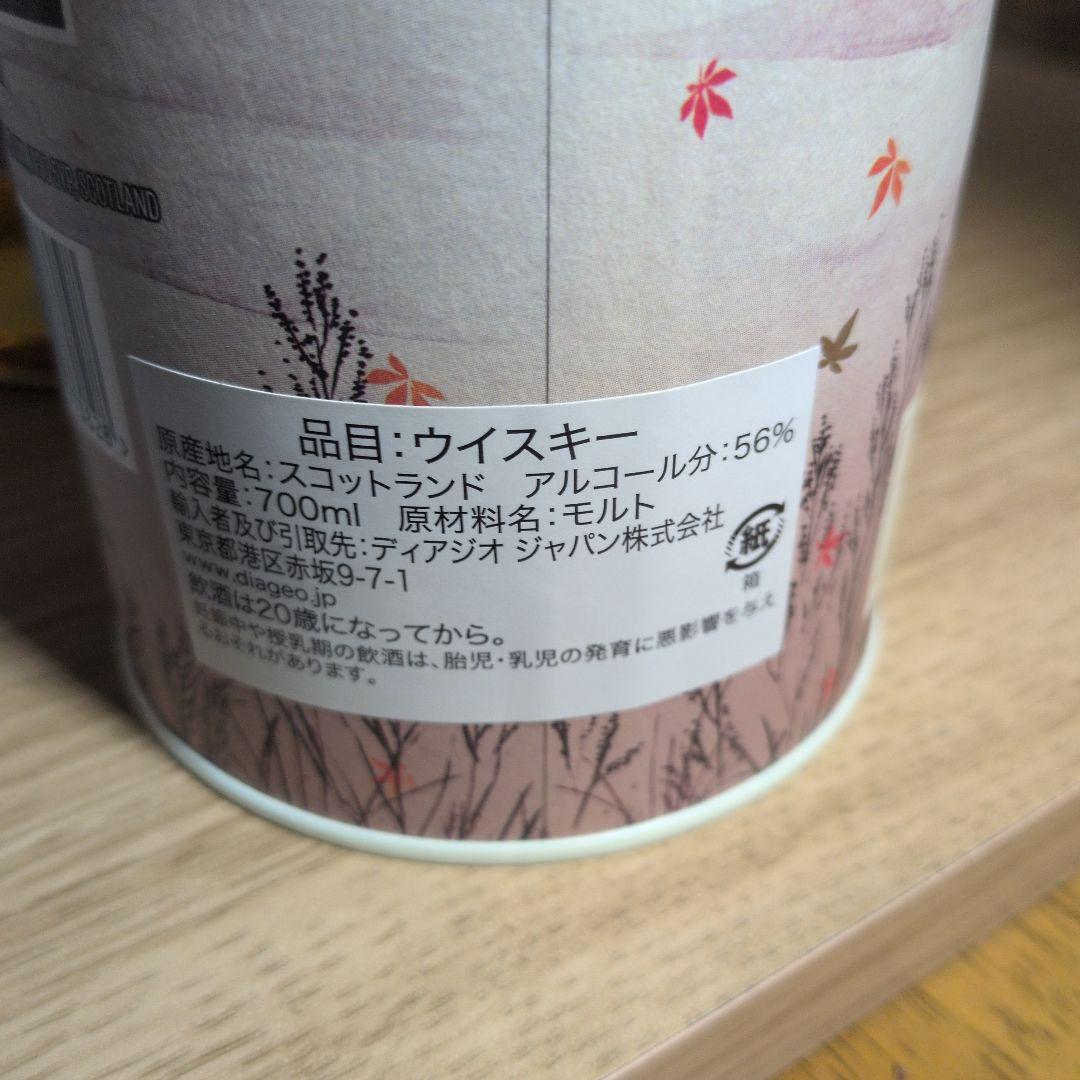 SCOTLAND
品目:ウイスキー
原産地名:スコットランド アルコール分:56%
内容量:700ml 原材料名:モルト
輸入者及び引取先:ディアジオ ジャパン株式会社
東京都港区赤坂9-7-1
www.diageo.jp
飲酒は20歳になってから。
妊娠中や授乳期の飲酒は、胎児・乳児の発育に悪影響を与え
るおそれがあります。
紙
箱